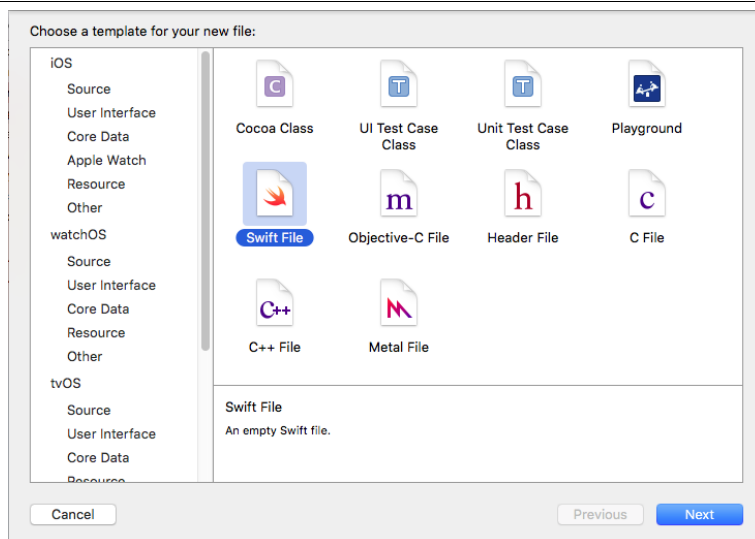 Choose a template for your new file:
iOS
Source
User Interface
Core Data
Apple Watch
Resource
Other
watchOS
Source
User Interface
Core Data
Resource
Other
tvOS
Source
User Interface
Core Data
Resource
C
T
T
Cocoa Class
UI Test Case
Class
Unit Test Case
Class
Playground
m
h
c
Swift File
Objective-C File
Header File
C File
C++
C++ File
Metal File
Swift File
An empty Swift file.
Cancel
Previous
Next